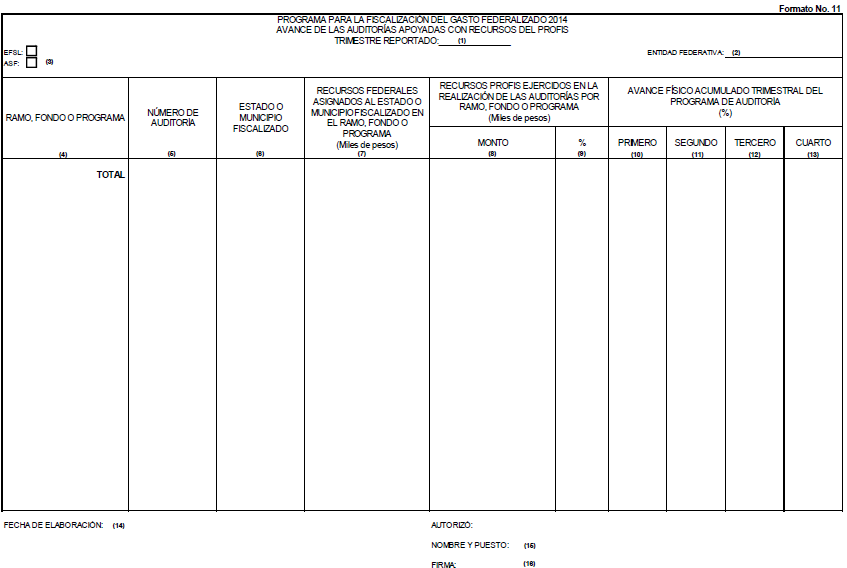 Formato No. 11
PROGRAMA PARA LA FISCALIZACIÓN DEL GASTO FEDERALIZADO 2014
AVANCE DE LAS AUDITORÍAS APOYADAS CON RECURSOS DEL PROFIS
TRIMESTRE REPORTADO: (1)
EFSL:
ASF: (3)
ENTIDAD FEDERATIVA: (2)
RAMO, FONDO O PROGRAMA
(4)
NÚMERO DE
AUDITORÍA
(5)
ESTADO O
MUNICIPIO
FISCALIZADO
(6)
RECURSOS FEDERALES
ASIGNADOS AL ESTADO O
MUNICIPIO FISCALIZADO EN
EL RAMO, FONDO O
PROGRAMA
(Miles de pesos)
(7)
RECURSOS PROFIS EJERCIDOS EN LA
REALIZACIÓN DE LAS AUDITORÍAS POR
RAMO, FONDO O PROGRAMA
(Miles de pesos)
MONTO
(8)
%
(9)
AVANCE FÍSICO ACUMULADO TRIMESTRAL DEL
PROGRAMA DE AUDITORÍA
(%)
PRIMERO
(10)
SEGUNDO
(11)
TERCERO
(12)
CUARTO
(13)
TOTAL
FECHA DE ELABORACIÓN: (14)
AUTORIZÓ:
NOMBRE Y PUESTO: (15)
FIRMA: (16)